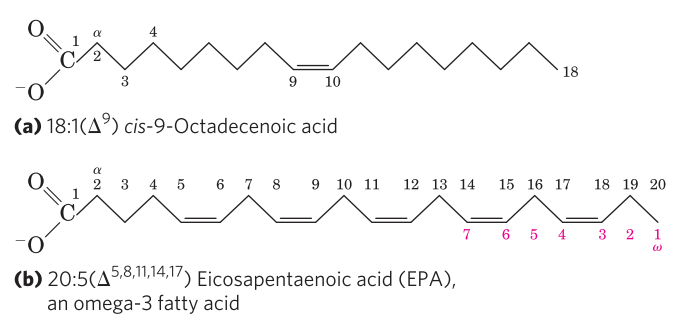 O
1 α 4
C 2
3 9 10 18
⁻O
(a) 18:1(Δ⁹) cis-9-Octadecenoic acid
α
O 1 2 3 4 5 6 7 8 9 10 11 12 13 14 15 16 17 18 19 20
C
⁻O 7 6 5 4 3 2 1
ω
(b) 20:5(Δ⁵,⁸,¹¹,¹⁴,¹⁷) Eicosapentaenoic acid (EPA),
an omega-3 fatty acid